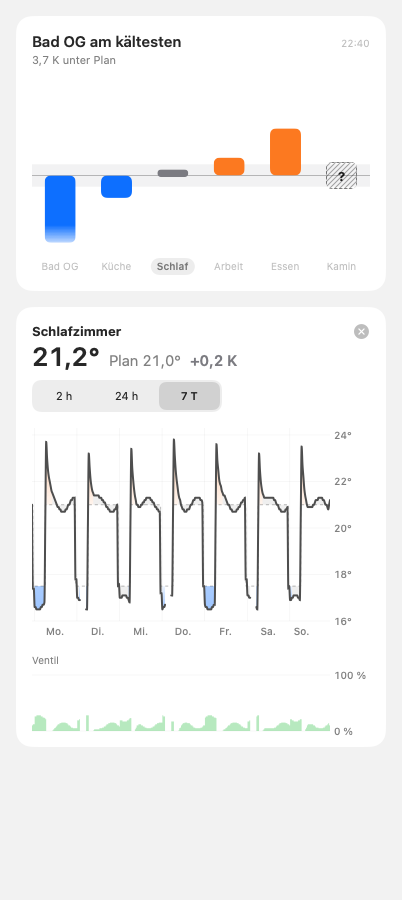 Bad OG am kältesten
22:40
3,7 K unter Plan
?
Bad OG Küche Schlaf Arbeit Essen Kamin
Schlafzimmer
21,2° Plan 21,0° +0,2 K
2 h 24 h 7 T
24°
22°
20°
18°
16°
Mo. Di. Mi. Do. Fr. Sa. So.
Ventil
100 %
0 %